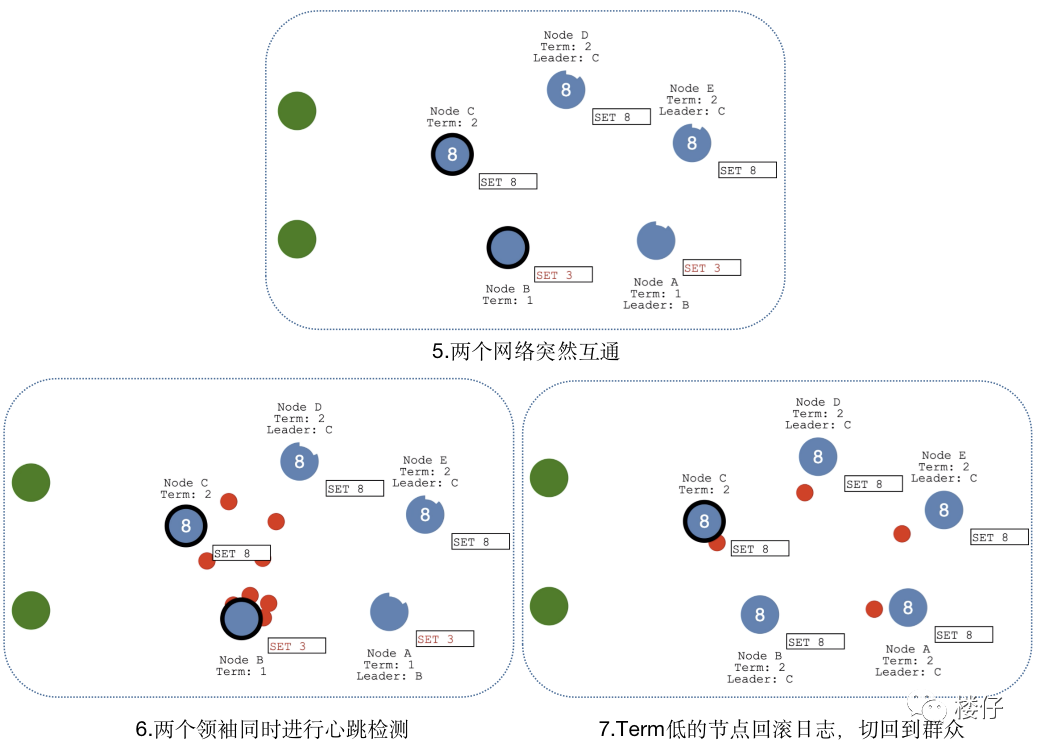 Node D
Term: 2
Leader: C
8
SET 8
Node E
Term: 2
Leader: C
8
SET 8
Node C
Term: 2
8
SET 8
SET 3
Node B
Term: 1
SET 3
Node A
Term: 1
Leader: B
5.两个网络突然互通
Node D
Term: 2
Leader: C
8
SET 8
Node E
Term: 2
Leader: C
8
SET 8
Node C
Term: 2
8
SET 8
SET 3
Node B
Term: 1
SET 3
Node A
Term: 1
Leader: B
6.两个领袖同时进行心跳检测
Node D
Term: 2
Leader: C
8
SET 8
Node E
Term: 2
Leader: C
8
SET 8
Node C
Term: 2
8
SET 8
8
SET 8
Node B
Term: 2
Leader: C
8
SET 8
Node A
Term: 2
Leader: C
7.Term低的节点回滚日志，切回到群众
楼仔